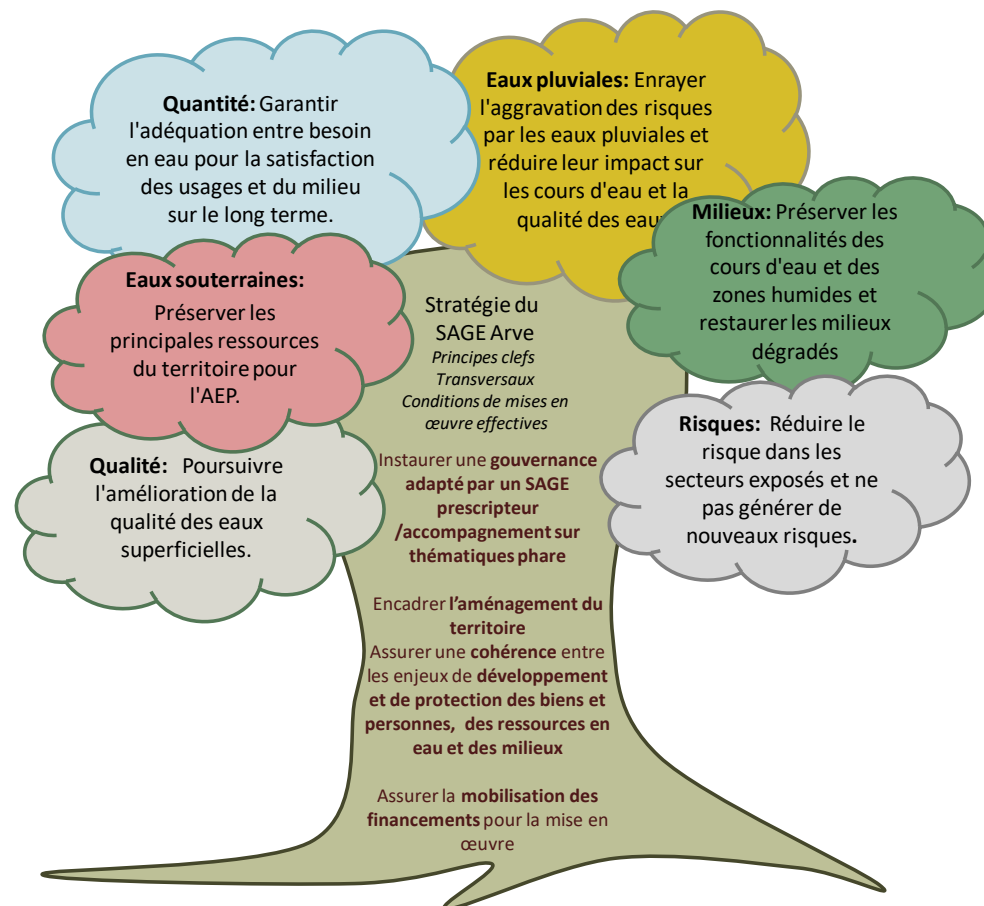 Quantité: Garantir
l'adéquation entre besoin
en eau pour la satisfaction
des usages et du milieu
sur le long terme.
Eaux pluviales: Enrayer
l'aggravation des risques
par les eaux pluviales et
réduire leur impact sur
les cours d'eau et la
qualité des eaux
Milieux: Préserver les
fonctionnalités des
cours d'eau et des
zones humides et
restaurer les milieux
dégradés
Eaux souterraines:
Préserver les
principales ressources
du territoire pour
l'AEP.
Risques: Réduire le
risque dans les
secteurs exposés et ne
pas générer de
nouveaux risques.
Qualité: Poursuivre
l'amélioration de la
qualité des eaux
superficielles.
Stratégie du
SAGE Arve
Principes clefs
Transversaux
Conditions de mises en
œuvre effectives
Instaurer une gouvernance
adapté par un SAGE
prescripteur
/accompagnement sur
thématiques phare
Encadrer l’aménagement du
territoire
Assurer une cohérence entre
les enjeux de développement
et de protection des biens et
personnes, des ressources en
eau et des milieux
Assurer la mobilisation des
financements pour la mise en
œuvre